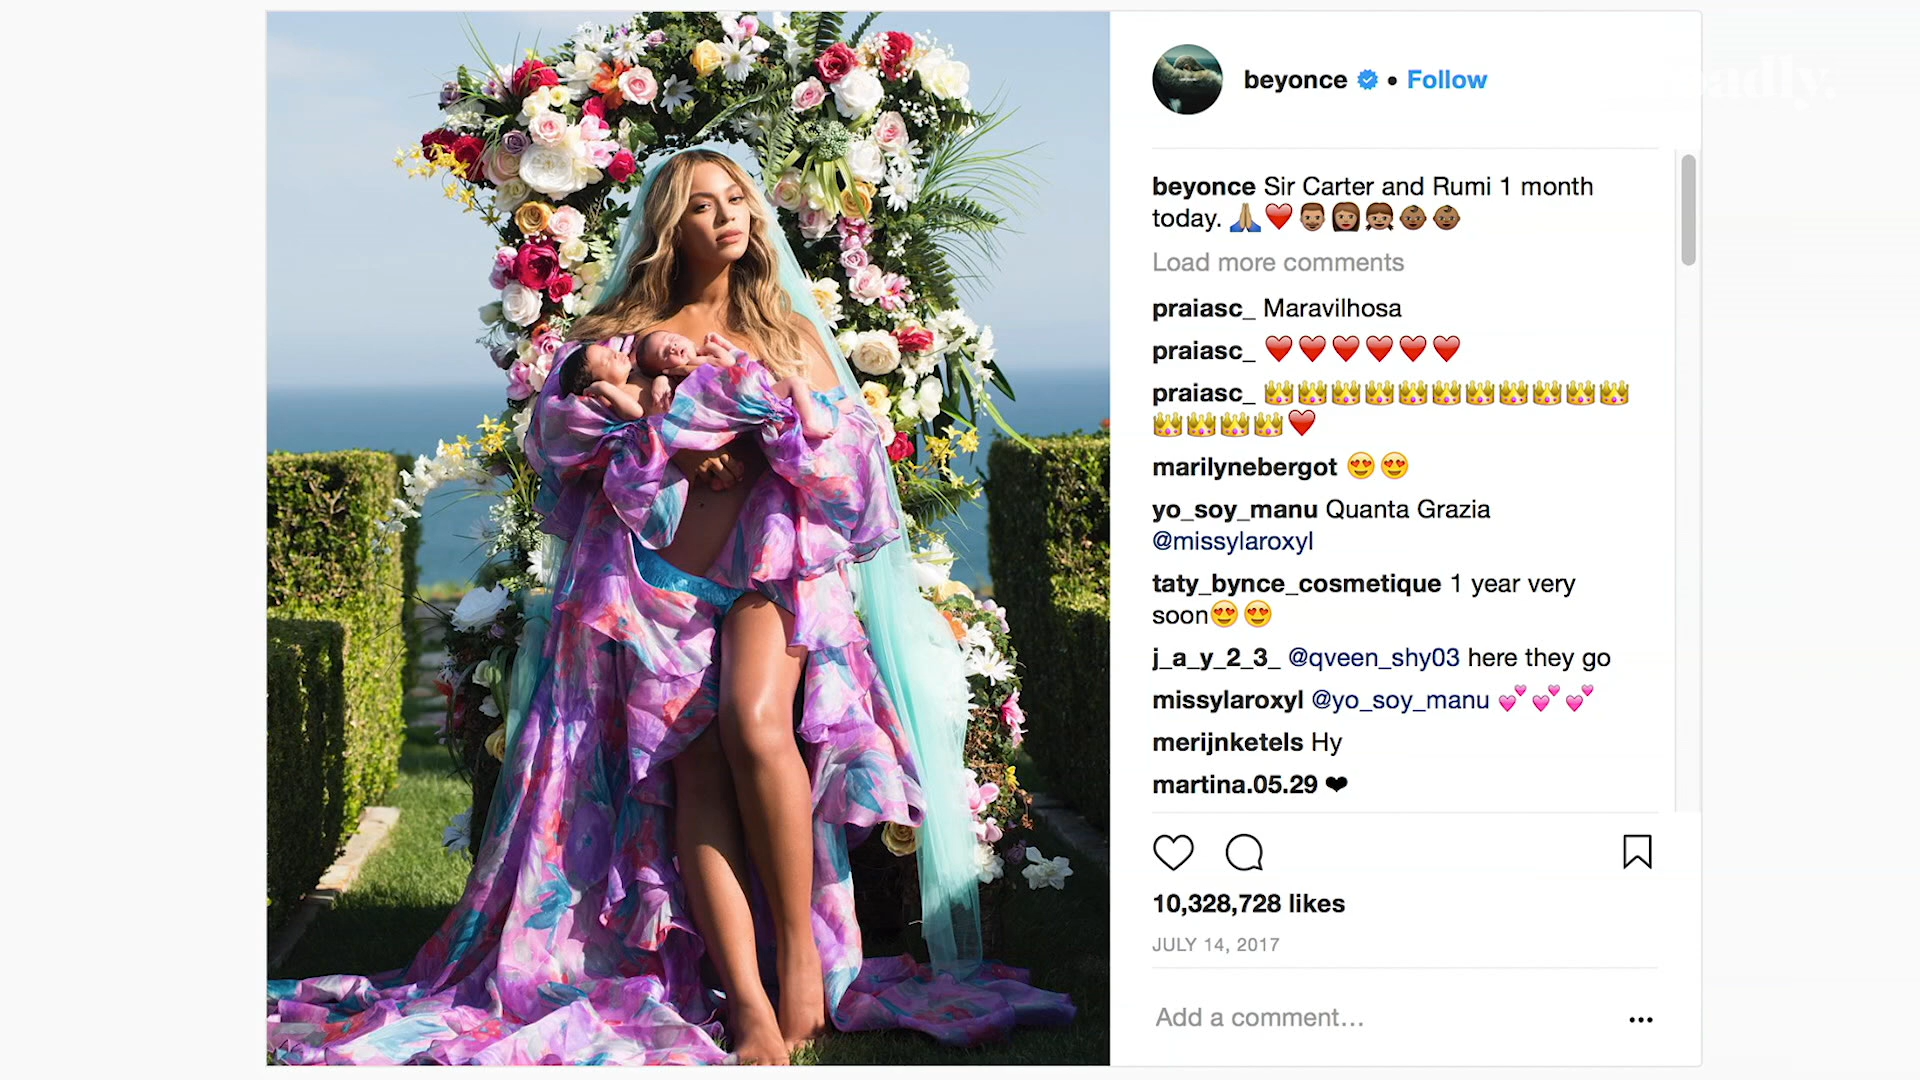 beyonce • Follow
beyonce Sir Carter and Rumi 1 month
today. 🙏🏽❤️👨🏽👩🏽👧🏽👶🏽👶🏽
Load more comments
praiasc_ Maravilhosa
praiasc_ ❤️❤️❤️❤️❤️❤️
praiasc_ 👑👑👑👑👑👑👑👑👑👑👑
👑👑👑👑❤️
marilynebergot 😍😍
yo_soy_manu Quanta Grazia
@missylaroxyl
taty_bynce_cosmetique 1 year very
soon😍😍
j_a_y_2_3_ @qveen_shy03 here they go
missylaroxyl @yo_soy_manu 💕💕💕
merijnketels Hy
martina.05.29 ❤
10,328,728 likes
JULY 14, 2017
Add a comment…